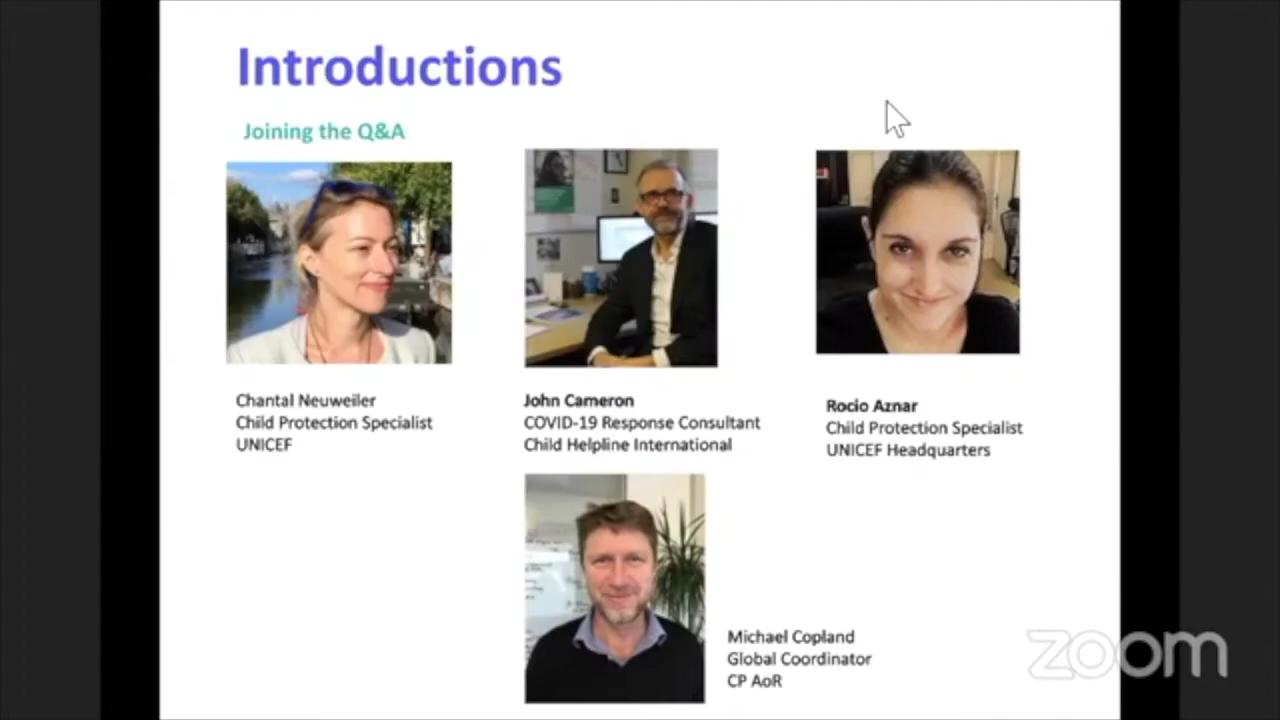 Introductions
Joining the Q&A
Chantal Neuweiler
Child Protection Specialist
UNICEF
John Cameron
COVID-19 Response Consultant
Child Helpline International
Rocio Aznar
Child Protection Specialist
UNICEF Headquarters
Michael Copland
Global Coordinator
CP AoR
zoom